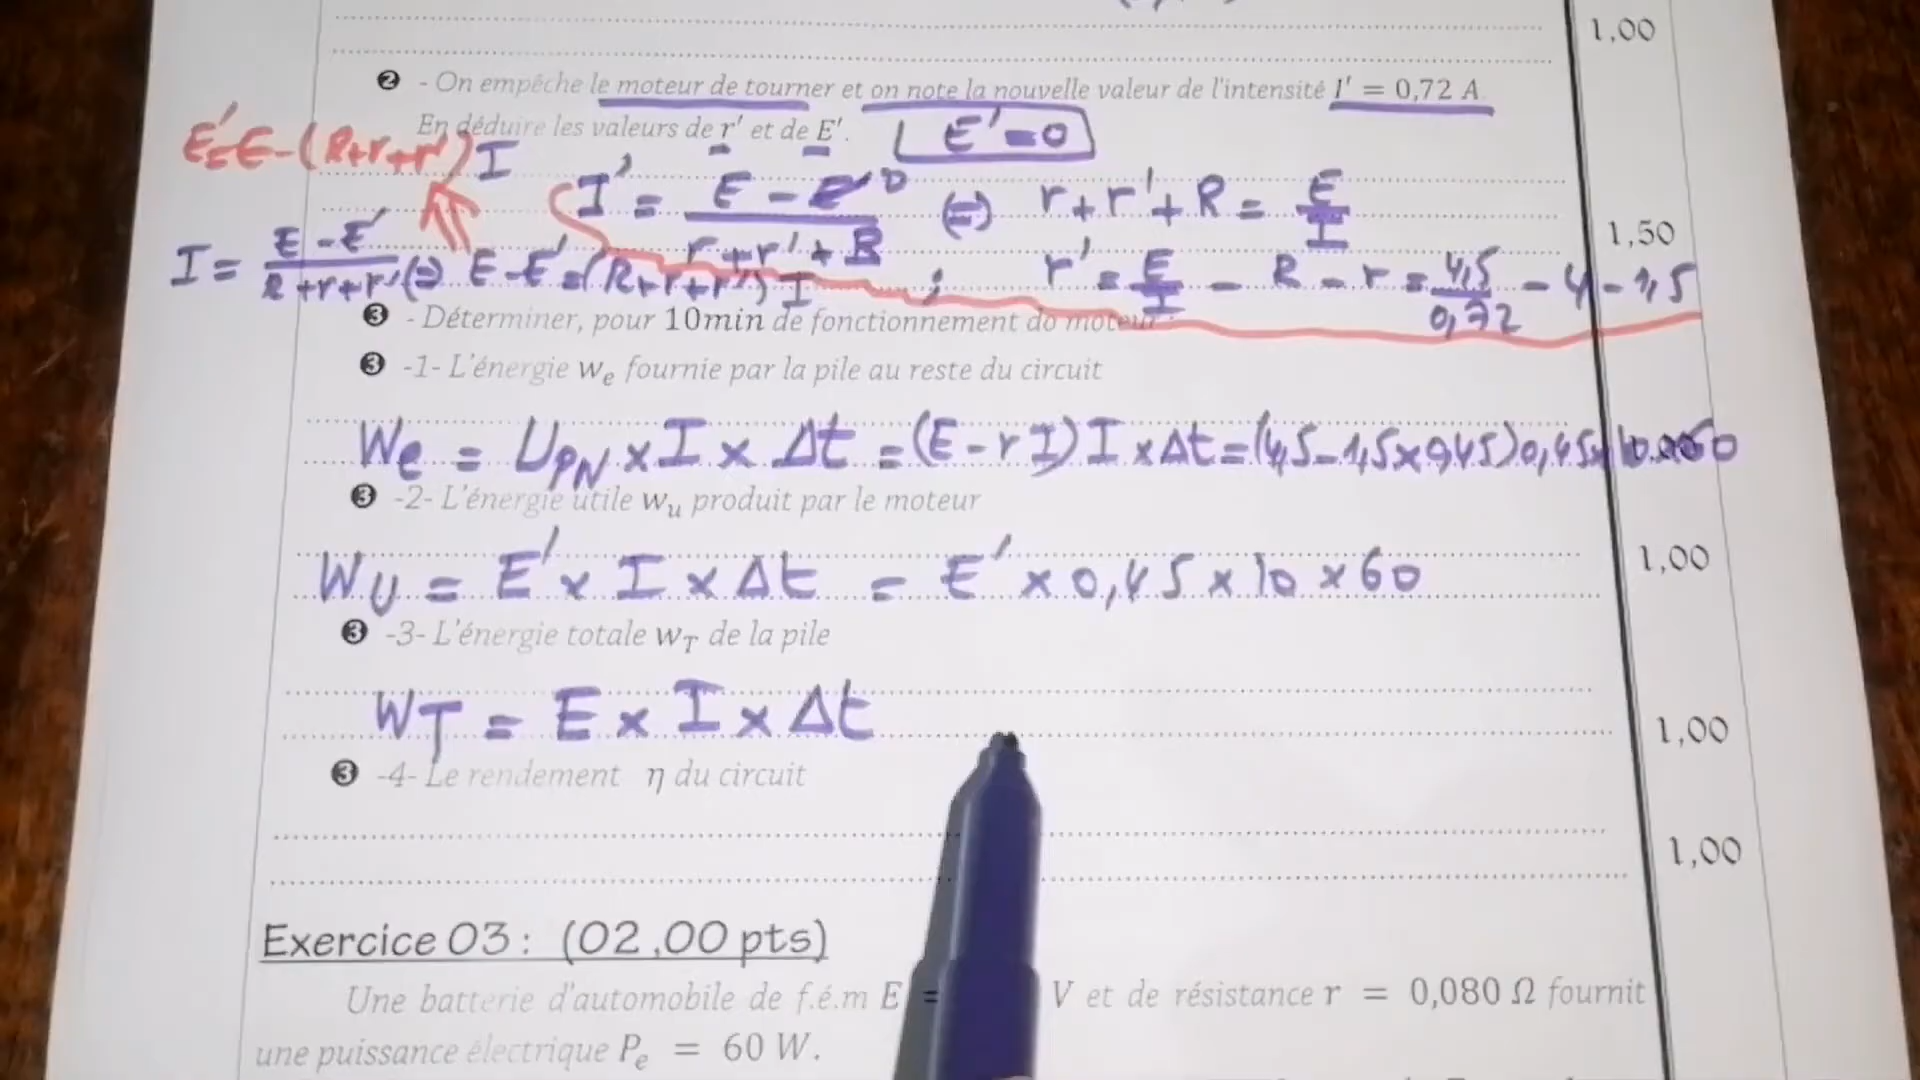 1,00
❷ - On empêche le moteur de tourner et on note la nouvelle valeur de l'intensité I' = 0,72 A.
En déduire les valeurs de r' et de E'. E'=0
E'=E-(R+r+r')I
I' = E - E' 0 / r+r'+R (=) r+r'+R = E / I
1,50
I = E-E' / R+r+r' (=) E-E'=(R+r+r')I ; r' = E / I - R - r = 4,5 / 0,72 - 4 - 1,5
❸ - Déterminer, pour 10min de fonctionnement do moteur
❸ -1- L'énergie we fournie par la pile au reste du circuit
We = UPN x I x Δt = (E-rI) I x Δt = (4,5-1,5x0,45)0,45x10x60
❸ -2- L'énergie utile wu produit par le moteur
1,00
WU = E' x I x Δt = E' x 0,45 x 10 x 60
❸ -3- L'énergie totale wT de la pile
WT = E x I x Δt
1,00
❸ -4- Le rendement η du circuit
1,00
Exercice 03 : (02,00 pts)
Une batterie d'automobile de f.é.m E = V et de résistance r = 0,080 Ω fournit
une puissance électrique Pe = 60 W.